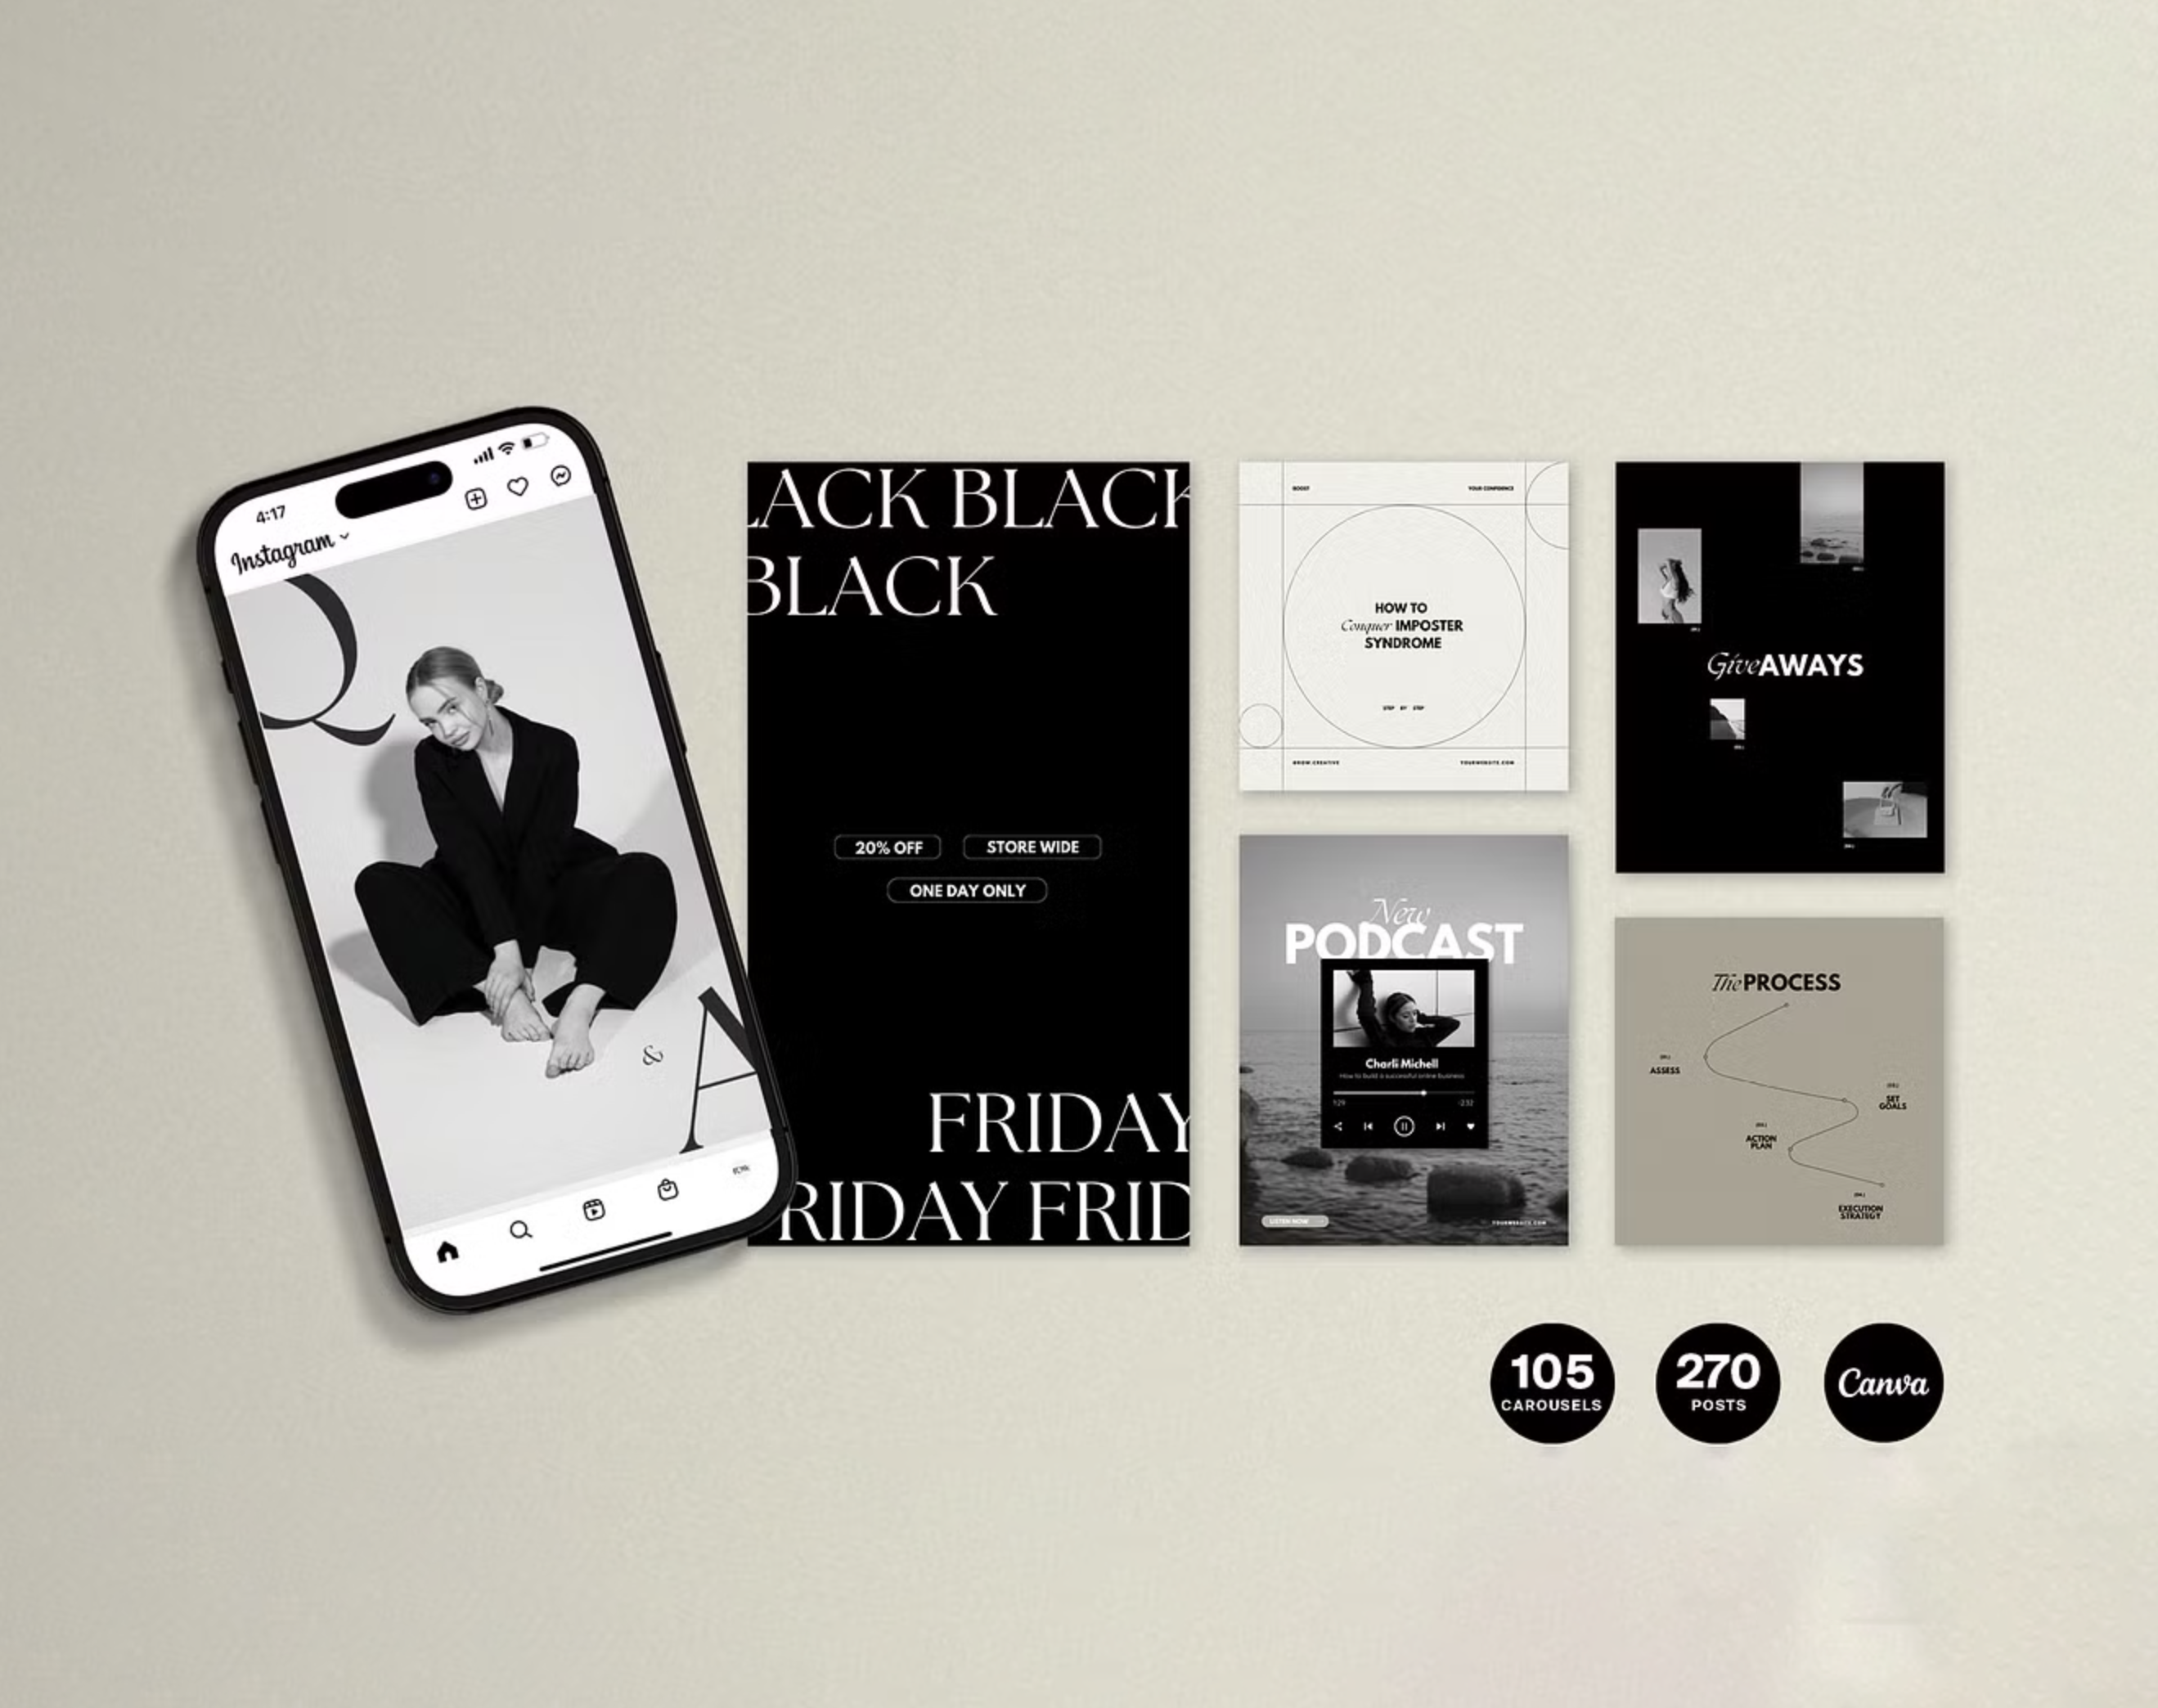 4:17
Instagram
Q
&
A
LACK BLACK
BLACK
20% OFF
STORE WIDE
ONE DAY ONLY
FRIDAY
RIDAY FRID
BOOST
YOUR CONFIDENCE
HOW TO
Conquer IMPOSTER
SYNDROME
STEP BY STEP
GROW.CREATIVE
YOURWEBSITE.COM
New
PODCAST
Charli Michell
How to build a successful online business
1:29
-2:32
LISTEN NOW
YOURWEBSITE.COM
GiveAWAYS
The PROCESS
ASSESS
SET
GOALS
ACTION
PLAN
EXECUTION
STRATEGY
105
CAROUSELS
270
POSTS
Canva